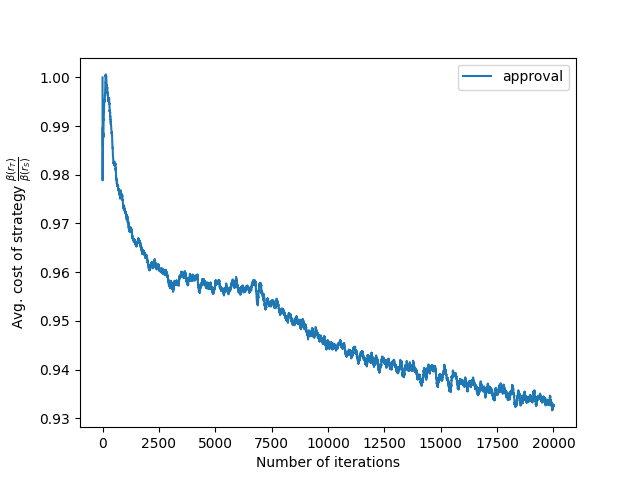 approval
1.00
0.99
0.98
0.97
0.96
0.95
0.94
0.93
Avg. cost of strategy β(r_T)/β(r_S)
0 2500 5000 7500 10000 12500 15000 17500 20000
Number of iterations